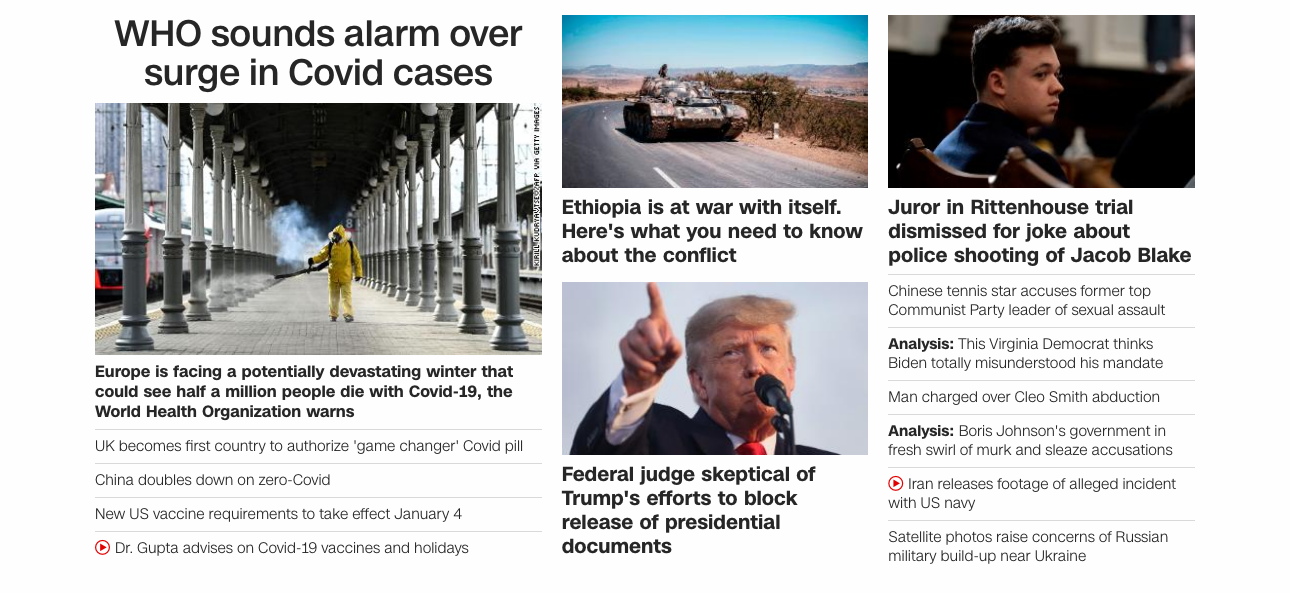 WHO sounds alarm over
surge in Covid cases
KIRILL KUDRYAVTSEV/AFP VIA GETTY IMAGES
Europe is facing a potentially devastating winter that
could see half a million people die with Covid-19, the
World Health Organization warns
UK becomes first country to authorize 'game changer' Covid pill
China doubles down on zero-Covid
New US vaccine requirements to take effect January 4
Dr. Gupta advises on Covid-19 vaccines and holidays
Ethiopia is at war with itself.
Here's what you need to know
about the conflict
Federal judge skeptical of
Trump's efforts to block
release of presidential
documents
Juror in Rittenhouse trial
dismissed for joke about
police shooting of Jacob Blake
Chinese tennis star accuses former top
Communist Party leader of sexual assault
Analysis: This Virginia Democrat thinks
Biden totally misunderstood his mandate
Man charged over Cleo Smith abduction
Analysis: Boris Johnson's government in
fresh swirl of murk and sleaze accusations
Iran releases footage of alleged incident
with US navy
Satellite photos raise concerns of Russian
military build-up near Ukraine